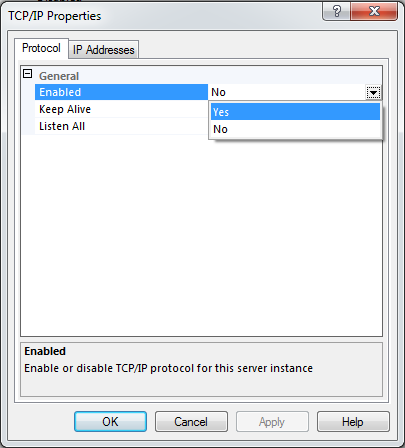 TCP/IP Properties
Protocol IP Addresses
General
Enabled No
Keep Alive Yes
Listen All No
Enabled
Enable or disable TCP/IP protocol for this server instance
OK Cancel Apply Help